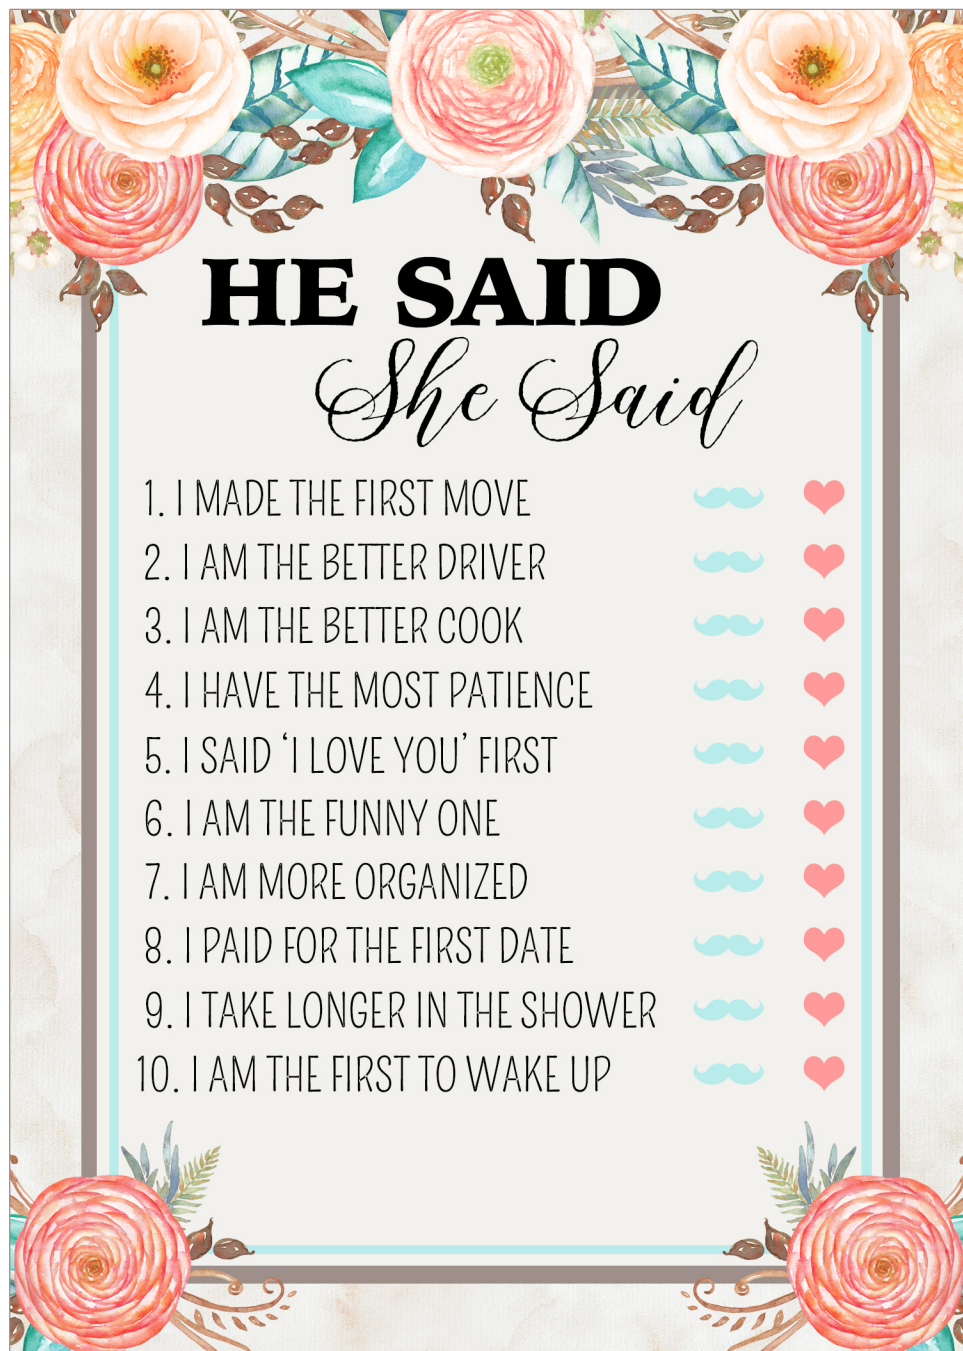 HE SAID
She Said
1. I MADE THE FIRST MOVE
2. I AM THE BETTER DRIVER
3. I AM THE BETTER COOK
4. I HAVE THE MOST PATIENCE
5. I SAID ‘I LOVE YOU’ FIRST
6. I AM THE FUNNY ONE
7. I AM MORE ORGANIZED
8. I PAID FOR THE FIRST DATE
9. I TAKE LONGER IN THE SHOWER
10. I AM THE FIRST TO WAKE UP